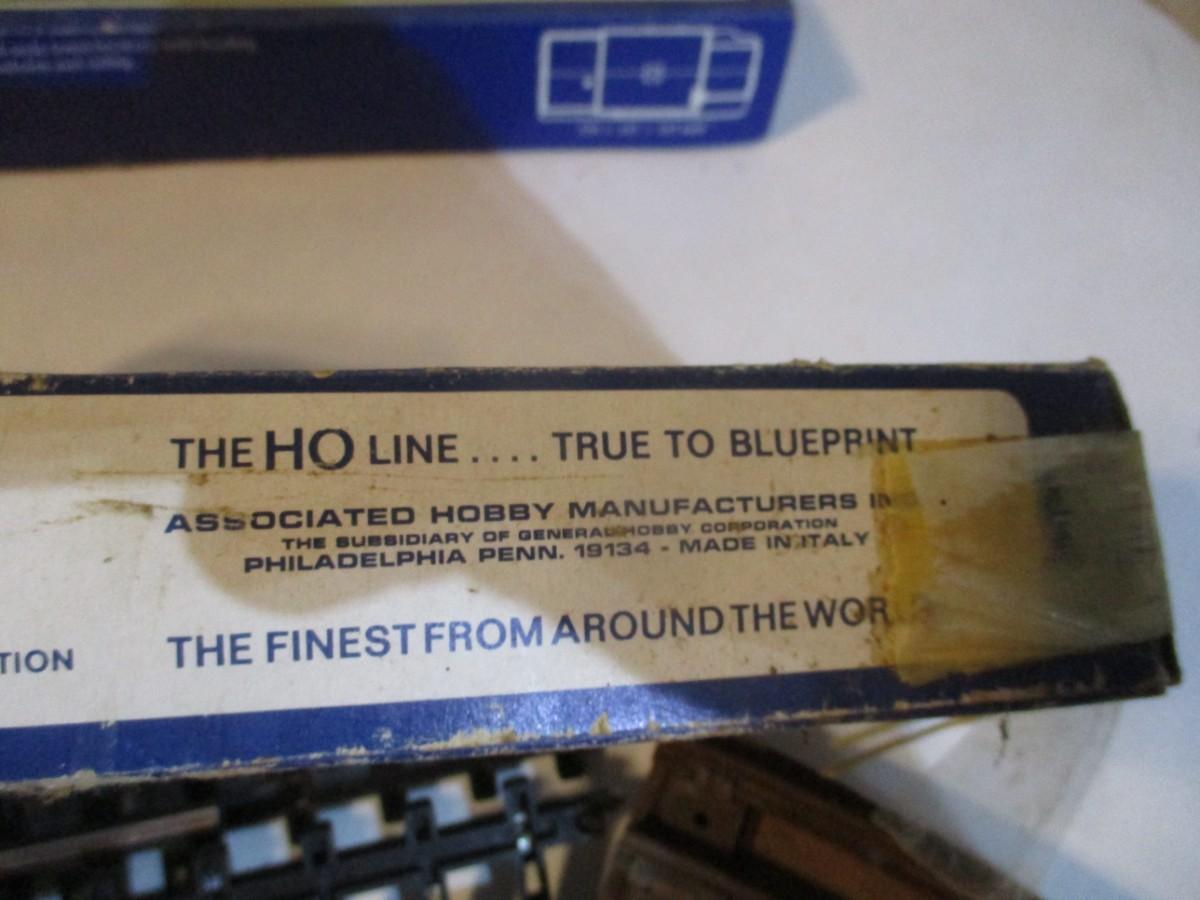 THE HO LINE .... TRUE TO BLUEPRINT
ASSOCIATED HOBBY MANUFACTURERS
THE SUBSIDIARY OF GENERAL HOBBY CORPORATION
PHILADELPHIA PENN. 19134 - MADE IN ITALY
TION
THE FINEST FROM AROUND THE WOR